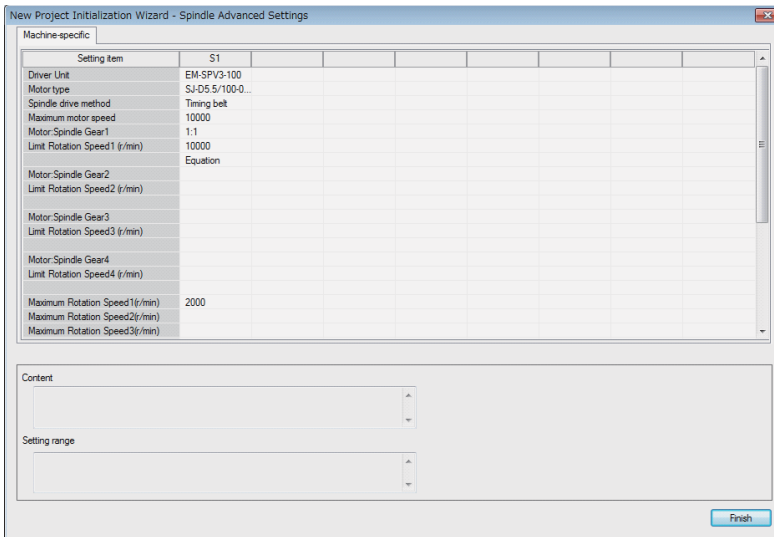 New Project Initialization Wizard - Spindle Advanced Settings
Machine-specific
Setting item S1
Driver Unit EM-SPV3-100
Motor type SJ-D5.5/100-0...
Spindle drive method Timing belt
Maximum motor speed 10000
Motor:Spindle Gear1 1:1
Limit Rotation Speed1 (r/min) 10000
Equation
Motor:Spindle Gear2
Limit Rotation Speed2 (r/min)
Motor:Spindle Gear3
Limit Rotation Speed3 (r/min)
Motor:Spindle Gear4
Limit Rotation Speed4 (r/min)
Maximum Rotation Speed1(r/min) 2000
Maximum Rotation Speed2(r/min)
Maximum Rotation Speed3(r/min)
Content
Setting range
Finish